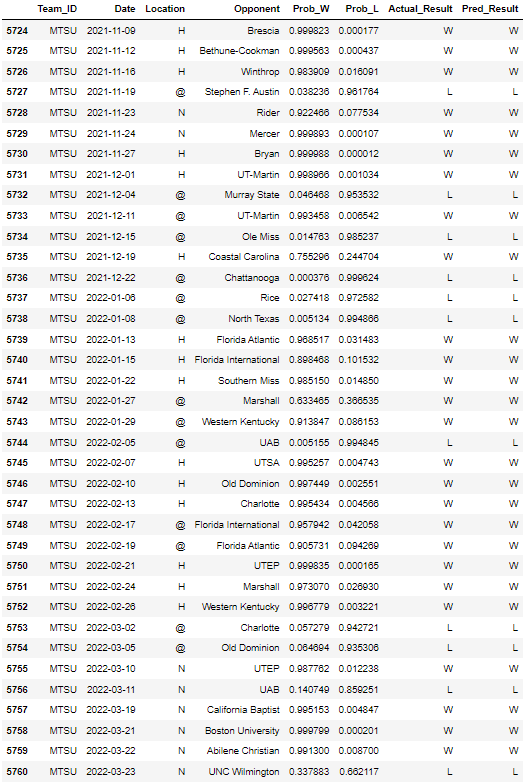 Team_ID Date Location Opponent Prob_W Prob_L Actual_Result Pred_Result
5724 MTSU 2021-11-09 H Brescia 0.999823 0.000177 W W
5725 MTSU 2021-11-12 H Bethune-Cookman 0.999563 0.000437 W W
5726 MTSU 2021-11-16 H Winthrop 0.983909 0.016091 W W
5727 MTSU 2021-11-19 @ Stephen F. Austin 0.038236 0.961764 L L
5728 MTSU 2021-11-23 N Rider 0.922466 0.077534 W W
5729 MTSU 2021-11-24 N Mercer 0.999893 0.000107 W W
5730 MTSU 2021-11-27 H Bryan 0.999988 0.000012 W W
5731 MTSU 2021-12-01 H UT-Martin 0.998966 0.001034 W W
5732 MTSU 2021-12-04 @ Murray State 0.046468 0.953532 L L
5733 MTSU 2021-12-11 @ UT-Martin 0.993458 0.006542 W W
5734 MTSU 2021-12-15 @ Ole Miss 0.014763 0.985237 L L
5735 MTSU 2021-12-19 H Coastal Carolina 0.755296 0.244704 W W
5736 MTSU 2021-12-22 @ Chattanooga 0.000376 0.999624 L L
5737 MTSU 2022-01-06 @ Rice 0.027418 0.972582 L L
5738 MTSU 2022-01-08 @ North Texas 0.005134 0.994866 L L
5739 MTSU 2022-01-13 H Florida Atlantic 0.968517 0.031483 W W
5740 MTSU 2022-01-15 H Florida International 0.898468 0.101532 W W
5741 MTSU 2022-01-22 H Southern Miss 0.985150 0.014850 W W
5742 MTSU 2022-01-27 @ Marshall 0.633465 0.366535 W W
5743 MTSU 2022-01-29 @ Western Kentucky 0.913847 0.086153 W W
5744 MTSU 2022-02-05 @ UAB 0.005155 0.994845 L L
5745 MTSU 2022-02-07 H UTSA 0.995257 0.004743 W W
5746 MTSU 2022-02-10 H Old Dominion 0.997449 0.002551 W W
5747 MTSU 2022-02-13 H Charlotte 0.995434 0.004566 W W
5748 MTSU 2022-02-17 @ Florida International 0.957942 0.042058 W W
5749 MTSU 2022-02-19 @ Florida Atlantic 0.905731 0.094269 W W
5750 MTSU 2022-02-21 H UTEP 0.999835 0.000165 W W
5751 MTSU 2022-02-24 H Marshall 0.973070 0.026930 W W
5752 MTSU 2022-02-26 H Western Kentucky 0.996779 0.003221 W W
5753 MTSU 2022-03-02 @ Charlotte 0.057279 0.942721 L L
5754 MTSU 2022-03-05 @ Old Dominion 0.064694 0.935306 L L
5755 MTSU 2022-03-10 N UTEP 0.987762 0.012238 W W
5756 MTSU 2022-03-11 N UAB 0.140749 0.859251 L L
5757 MTSU 2022-03-19 N California Baptist 0.995153 0.004847 W W
5758 MTSU 2022-03-21 N Boston University 0.999799 0.000201 W W
5759 MTSU 2022-03-22 N Abilene Christian 0.991300 0.008700 W W
5760 MTSU 2022-03-23 N UNC Wilmington 0.337883 0.662117 L L